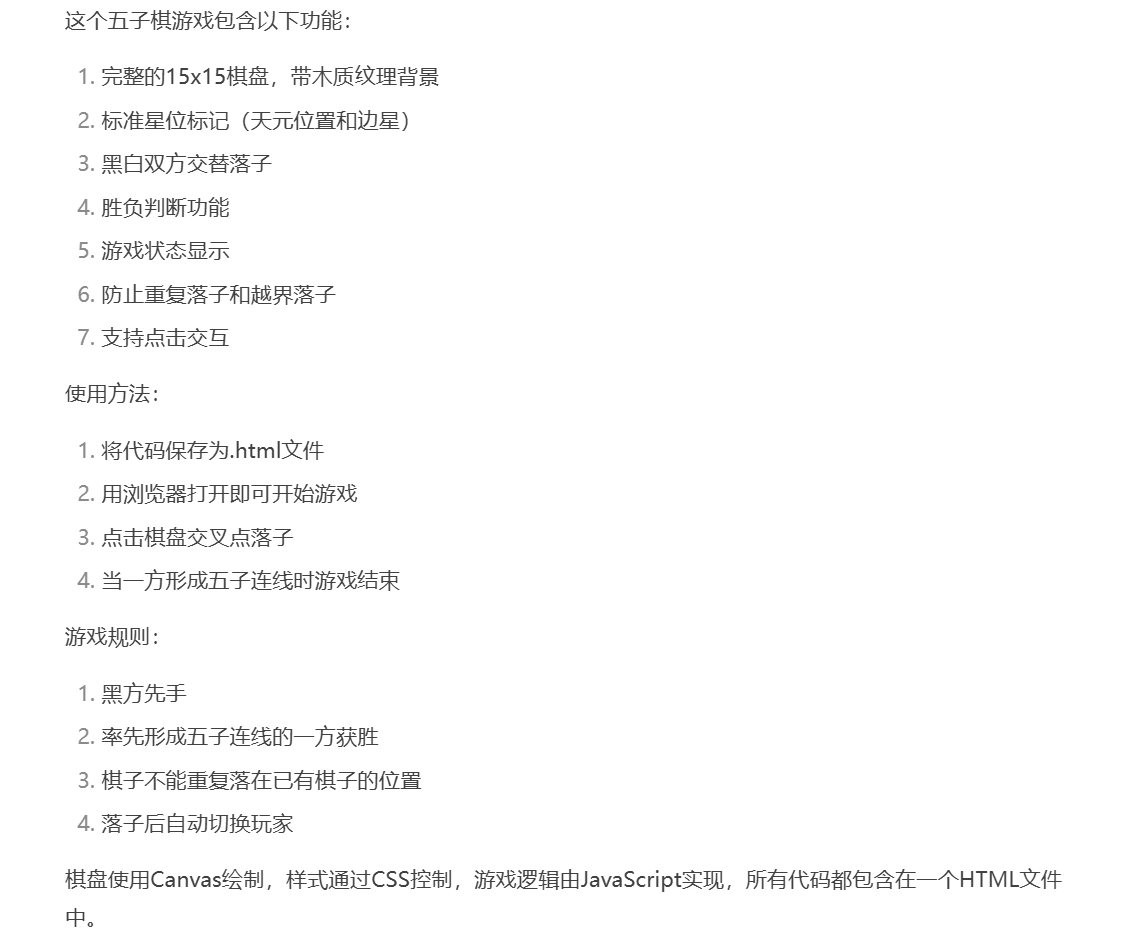 这个五子棋游戏包含以下功能：
1. 完整的15x15棋盘，带木质纹理背景
2. 标准星位标记（天元位置和边星）
3. 黑白双方交替落子
4. 胜负判断功能
5. 游戏状态显示
6. 防止重复落子和越界落子
7. 支持点击交互
使用方法：
1. 将代码保存为.html文件
2. 用浏览器打开即可开始游戏
3. 点击棋盘交叉点落子
4. 当一方形成五子连线时游戏结束
游戏规则：
1. 黑方先手
2. 率先形成五子连线的一方获胜
3. 棋子不能重复落在已有棋子的位置
4. 落子后自动切换玩家
棋盘使用Canvas绘制，样式通过CSS控制，游戏逻辑由JavaScript实现，所有代码都包含在一个HTML文件
中。